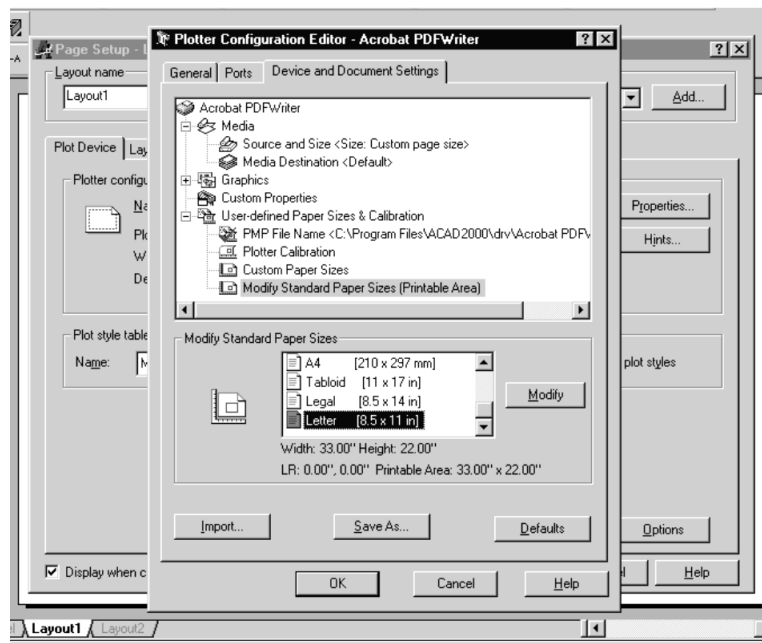 Plotter Configuration Editor - Acrobat PDFWriter
Page Setup -
Layout name
Layout1
Add...
General
Ports
Device and Document Settings
Acrobat PDFWriter
Media
Source and Size <Size: Custom page size>
Media Destination <Default>
Graphics
Custom Properties
User-defined Paper Sizes & Calibration
PMP File Name <C:\Program Files\ACAD2000\drv\Acrobat PDFW
Plotter Calibration
Custom Paper Sizes
Modify Standard Paper Sizes (Printable Area)
Plot Device
Lay
Plotter configu
Na
Plo
W
De
Properties...
Hints...
Plot style table
Name:
plot styles
Modify Standard Paper Sizes
A4 [210 x 297 mm]
Tabloid [11 x 17 in]
Legal [8.5 x 14 in]
Letter [8.5 x 11 in]
Modify
Width: 33.00'' Height: 22.00''
LR: 0.00'', 0.00'' Printable Area: 33.00'' x 22.00''
Import...
Save As...
Defaults
Options
Display when c
OK
Cancel
Help
Help
Layout1
Layout2